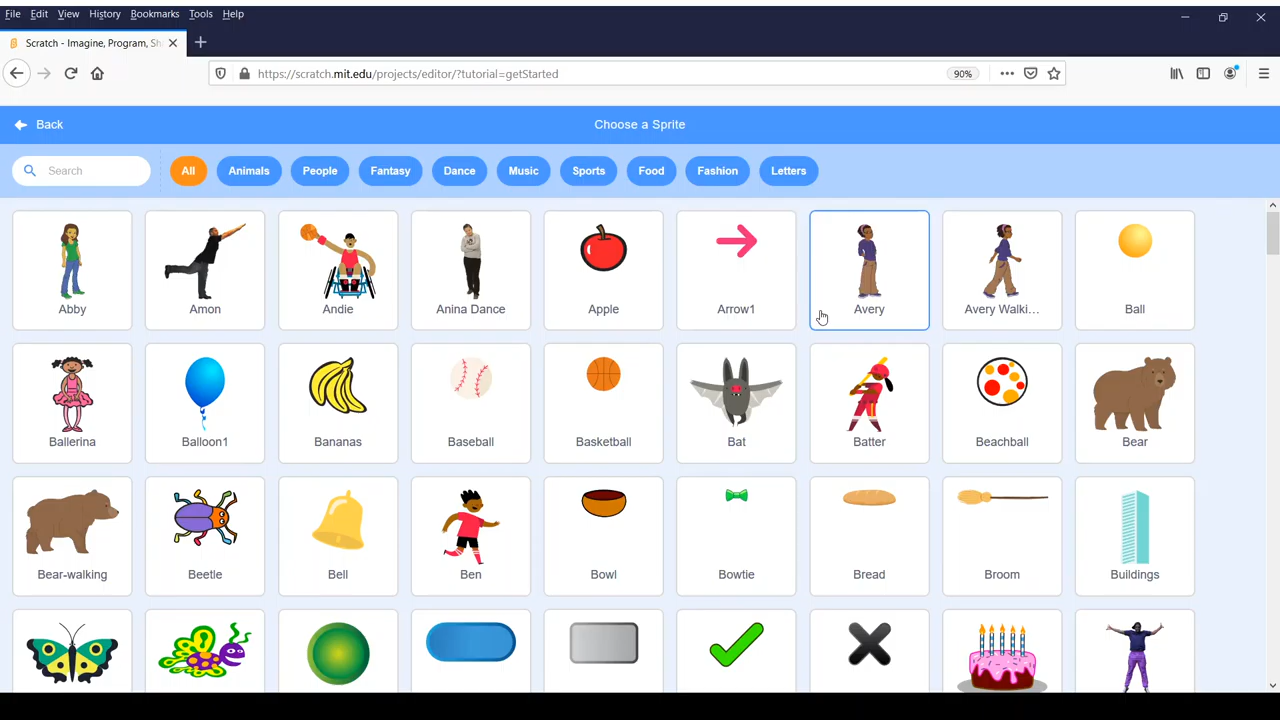 File Edit View History Bookmarks Tools Help
Scratch - Imagine, Program, Sh
https://scratch.mit.edu/projects/editor/?tutorial=getStarted 90%
Back Choose a Sprite
Search All Animals People Fantasy Dance Music Sports Food Fashion Letters
Abby Amon Andie Anina Dance Apple Arrow1 Avery Avery Walki... Ball
Ballerina Balloon1 Bananas Baseball Basketball Bat Batter Beachball Bear
Bear-walking Beetle Bell Ben Bowl Bowtie Bread Broom Buildings